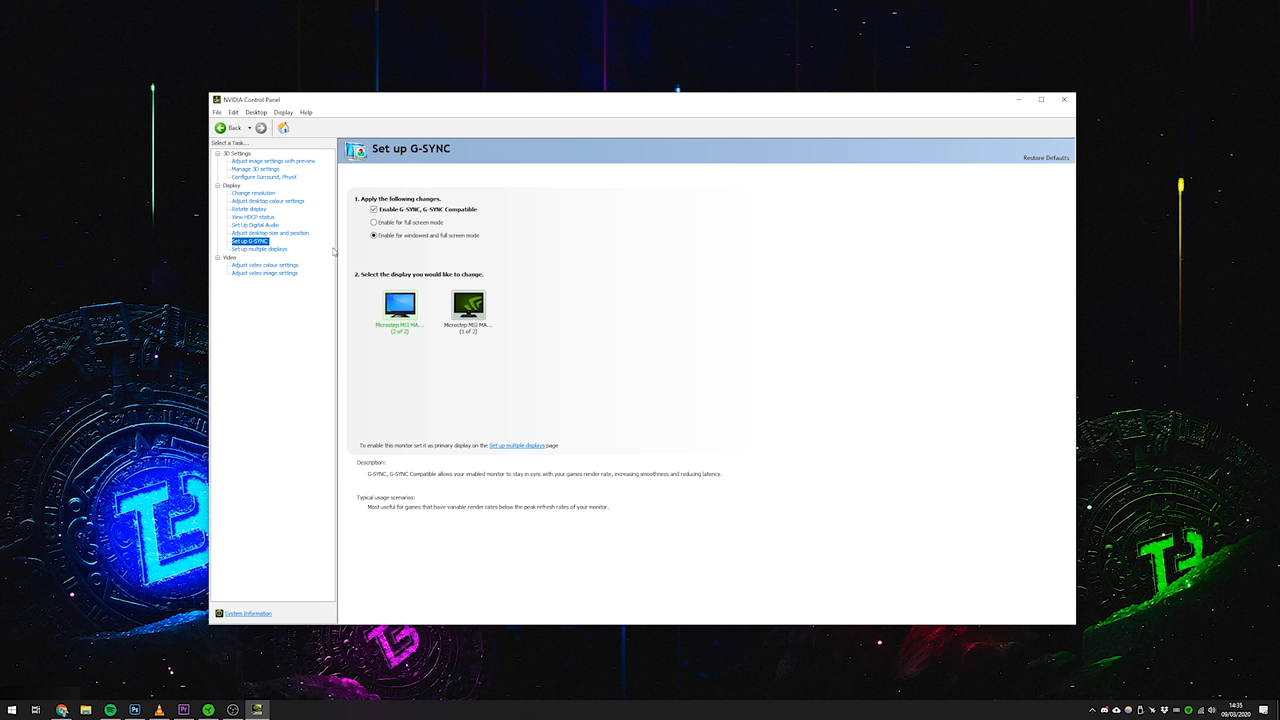 NVIDIA Control Panel
File Edit Desktop Display Help
Back
Select a Task...
3D Settings
Adjust image settings with preview
Manage 3D settings
Configure Surround, PhysX
Display
Change resolution
Adjust desktop colour settings
Rotate display
View HDCP status
Set Up Digital Audio
Adjust desktop size and position
Set up G-SYNC
Set up multiple displays
Video
Adjust video colour settings
Adjust video image settings
System Information
Set up G-SYNC
Restore Defaults
1. Apply the following changes.
Enable G-SYNC, G-SYNC Compatible
Enable for full screen mode
Enable for windowed and full screen mode
2. Select the display you would like to change.
Microstep MSI MA...
(2 of 2)
Microstep MSI MA...
(1 of 2)
To enable this monitor set it as primary display on the Set up multiple displays page
Description:
G-SYNC, G-SYNC Compatible allows your enabled monitor to stay in sync with your games render rate, increasing smoothness and reducing latency.
Typical usage scenarios:
Most useful for games that have variable render rates below the peak refresh rates of your monitor.
14:35
09/03/2020